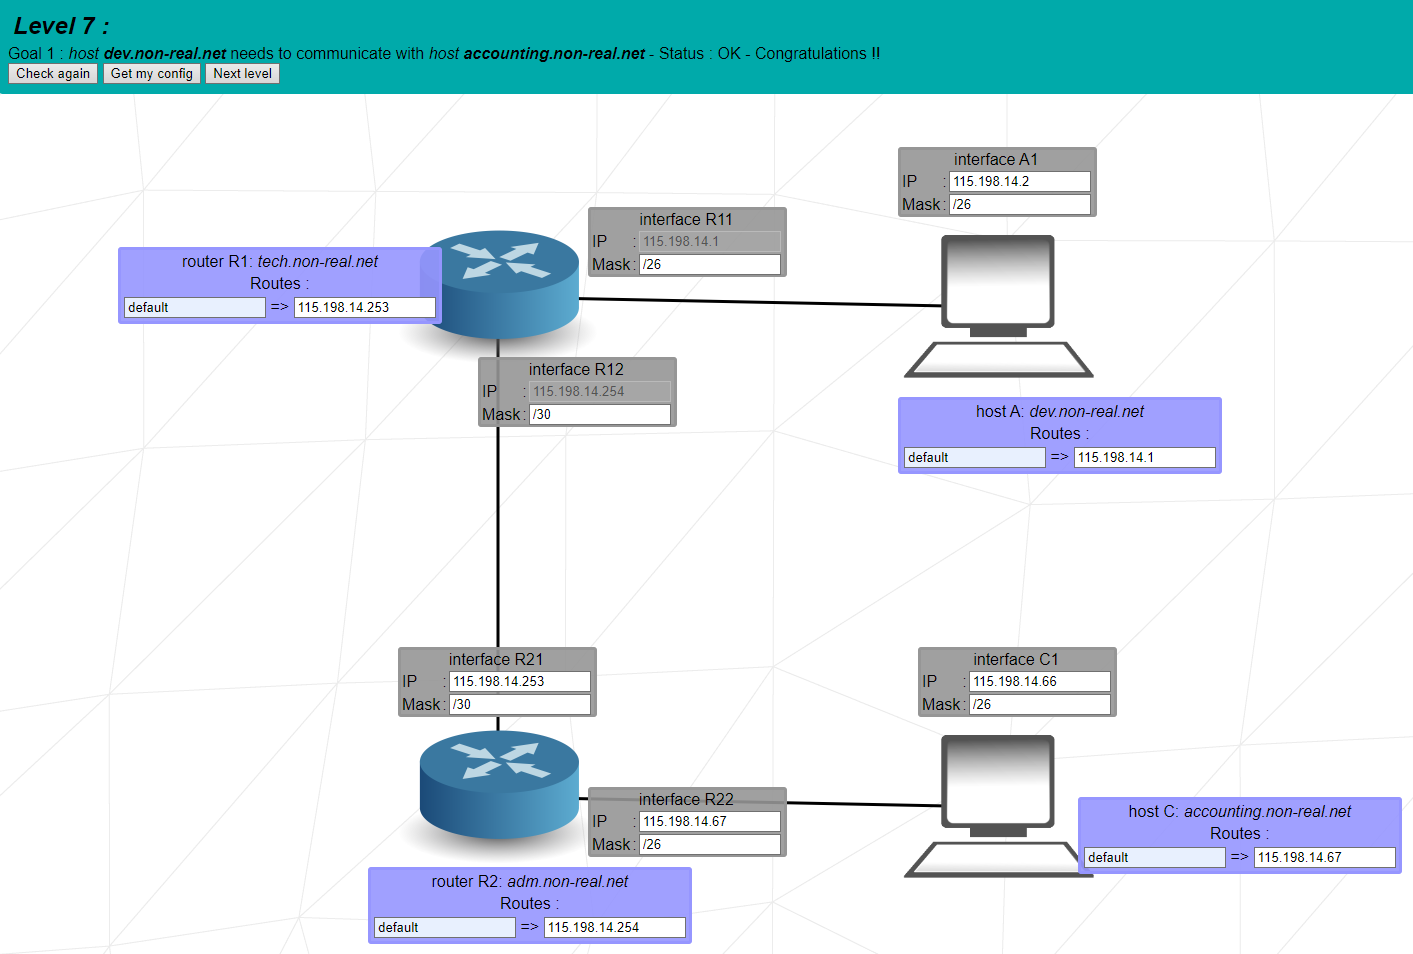 Level 7 :
Goal 1 : host dev.non-real.net needs to communicate with host accounting.non-real.net - Status : OK - Congratulations !!
Check again Get my config Next level
interface A1
IP : 115.198.14.2
Mask : /26
interface R11
IP : 115.198.14.1
Mask : /26
router R1: tech.non-real.net
Routes :
default => 115.198.14.253
interface R12
IP : 115.198.14.254
Mask : /30
host A: dev.non-real.net
Routes :
default => 115.198.14.1
interface R21
IP : 115.198.14.253
Mask : /30
interface C1
IP : 115.198.14.66
Mask : /26
interface R22
IP : 115.198.14.67
Mask : /26
host C: accounting.non-real.net
Routes :
default => 115.198.14.67
router R2: adm.non-real.net
Routes :
default => 115.198.14.254